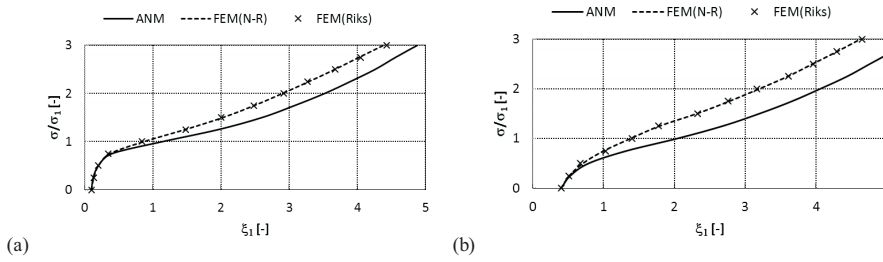 ANM FEM(N-R) FEM(Riks)
3
2
1
0
σ/σ₁ [-]
0 1 2 3 4 5
ξ₁ [-]
(a)
ANM FEM(N-R) FEM(Riks)
3
2
1
0
σ/σ₁ [-]
0 1 2 3 4
ξ₁ [-]
(b)